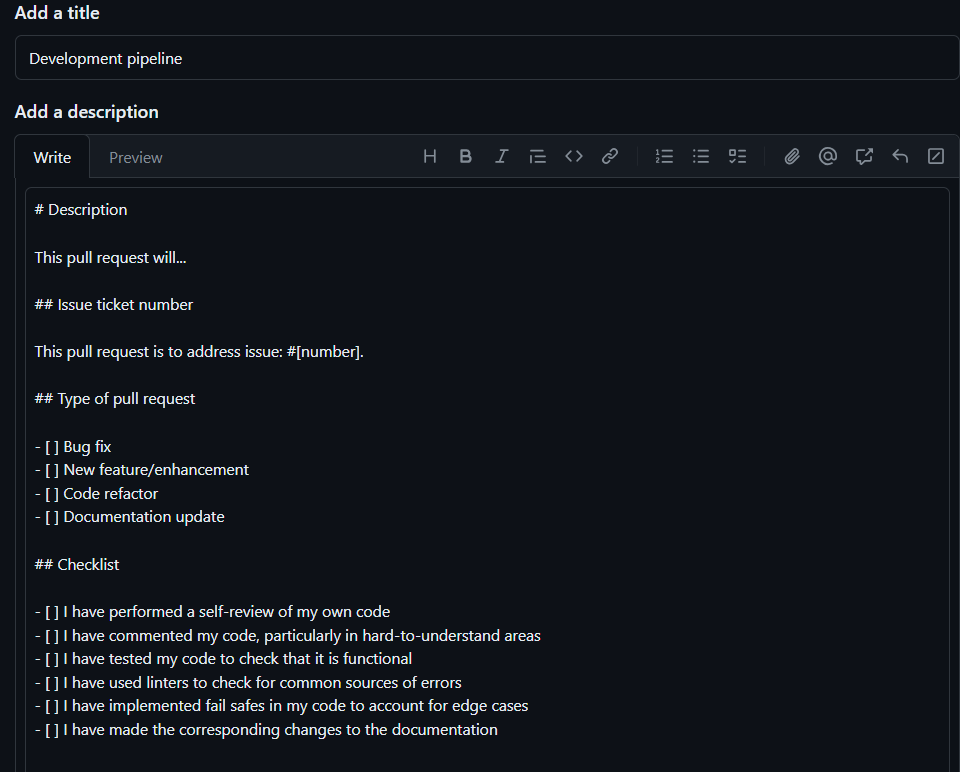 Add a title
Development pipeline
Add a description
Write Preview
# Description
This pull request will...
## Issue ticket number
This pull request is to address issue: #[number].
## Type of pull request
- [ ] Bug fix
- [ ] New feature/enhancement
- [ ] Code refactor
- [ ] Documentation update
## Checklist
- [ ] I have performed a self-review of my own code
- [ ] I have commented my code, particularly in hard-to-understand areas
- [ ] I have tested my code to check that it is functional
- [ ] I have used linters to check for common sources of errors
- [ ] I have implemented fail safes in my code to account for edge cases
- [ ] I have made the corresponding changes to the documentation